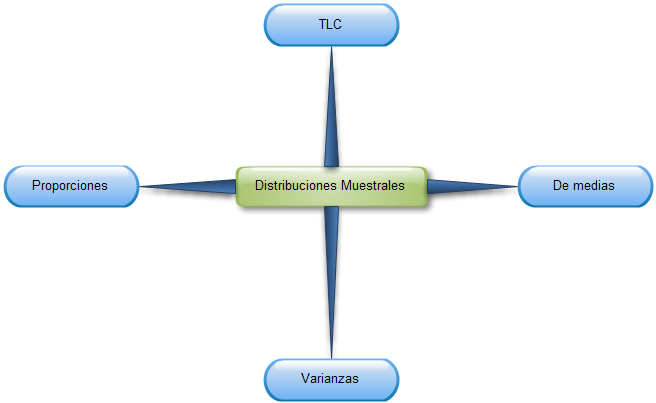 TLC
Proporciones
Distribuciones Muestrales
De medias
Varianzas